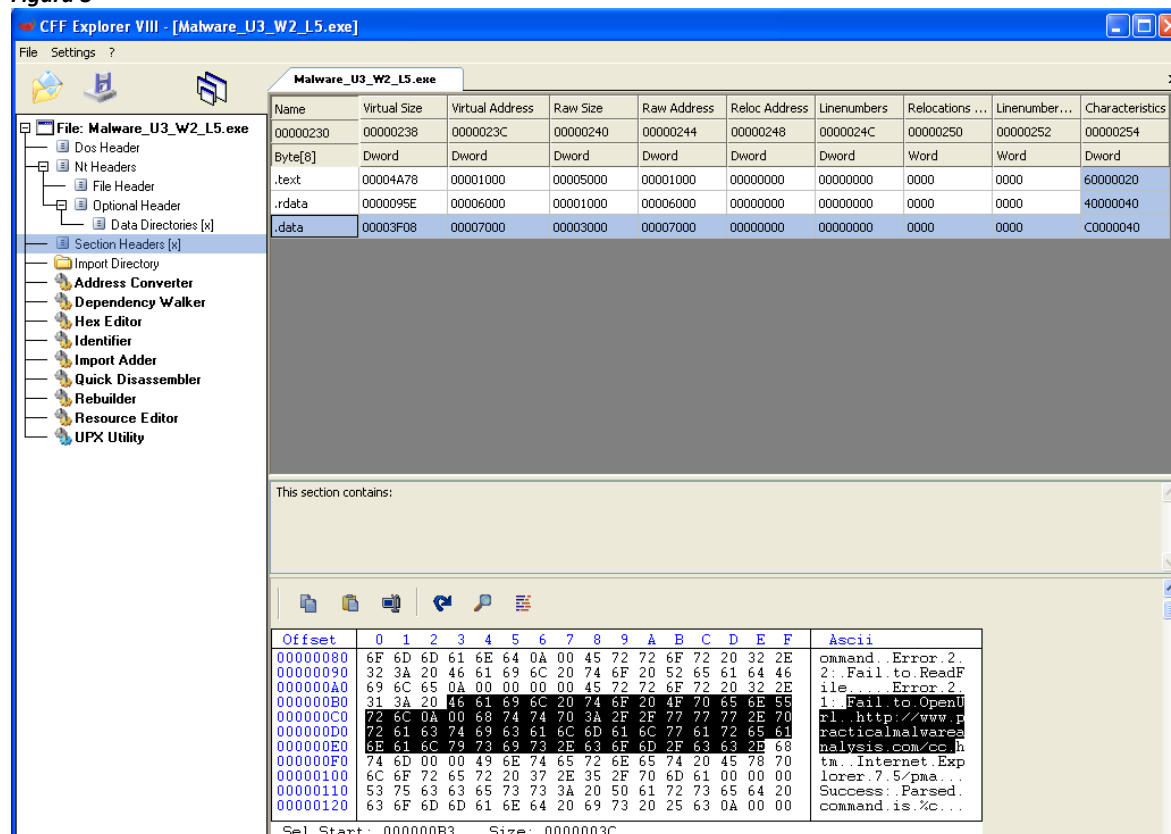 CFF Explorer VIII - [Malware_U3_W2_L5.exe]
File Settings ?
Malware_U3_W2_L5.exe
File: Malware_U3_W2_L5.exe
Dos Header
Nt Headers
File Header
Optional Header
Data Directories [x]
Section Headers [x]
Import Directory
Address Converter
Dependency Walker
Hex Editor
Identifier
Import Adder
Quick Disassembler
Rebuilder
Resource Editor
UPX Utility
Name Virtual Size Virtual Address Raw Size Raw Address Reloc Address Linenumbers Relocations ... Linenumber... Characteristics
00000230 00000238 0000023C 00000240 00000244 00000248 0000024C 00000250 00000252 00000254
Byte[8] Dword Dword Dword Dword Dword Dword Word Word Dword
.text 00004A78 00001000 00005000 00001000 00000000 00000000 0000 0000 60000020
.rdata 0000095E 00006000 00001000 00006000 00000000 00000000 0000 0000 40000040
.data 00003F08 00007000 00003000 00007000 00000000 00000000 0000 0000 C0000040
This section contains:
Offset 0 1 2 3 4 5 6 7 8 9 A B C D E F Ascii
00000080 6F 6D 6D 61 6E 64 0A 00 45 72 72 6F 72 20 32 2E ommand..Error.2.
00000090 32 3A 20 46 61 69 6C 20 74 6F 20 52 65 61 64 46 2:.Fail.to.ReadF
000000A0 69 6C 65 0A 00 00 00 00 45 72 72 6F 72 20 32 2E ile.....Error.2.
000000B0 31 3A 20 46 61 69 6C 20 74 6F 20 4F 70 65 6E 55 1:.Fail.to.OpenU
000000C0 72 6C 0A 00 68 74 74 70 3A 2F 2F 77 77 77 2E 70 rl..http://www.p
000000D0 72 61 63 74 69 63 61 6C 6D 61 6C 77 61 72 65 61 racticalmalwarea
000000E0 6E 61 6C 79 73 69 73 2E 63 6F 6D 2F 63 63 2E 68 nalysis.com/cc.h
000000F0 74 6D 00 00 49 6E 74 65 72 6E 65 74 20 45 78 70 tm..Internet.Exp
00000100 6C 6F 72 65 72 20 37 2E 35 2F 70 6D 61 00 00 00 lorer.7.5/pma...
00000110 53 75 63 63 65 73 73 3A 20 50 61 72 73 65 64 20 Success:.Parsed.
00000120 63 6F 6D 6D 61 6E 64 20 69 73 20 25 63 0A 00 00 command.is.%c...
Sel Start: 000000B3 Size: 0000003C